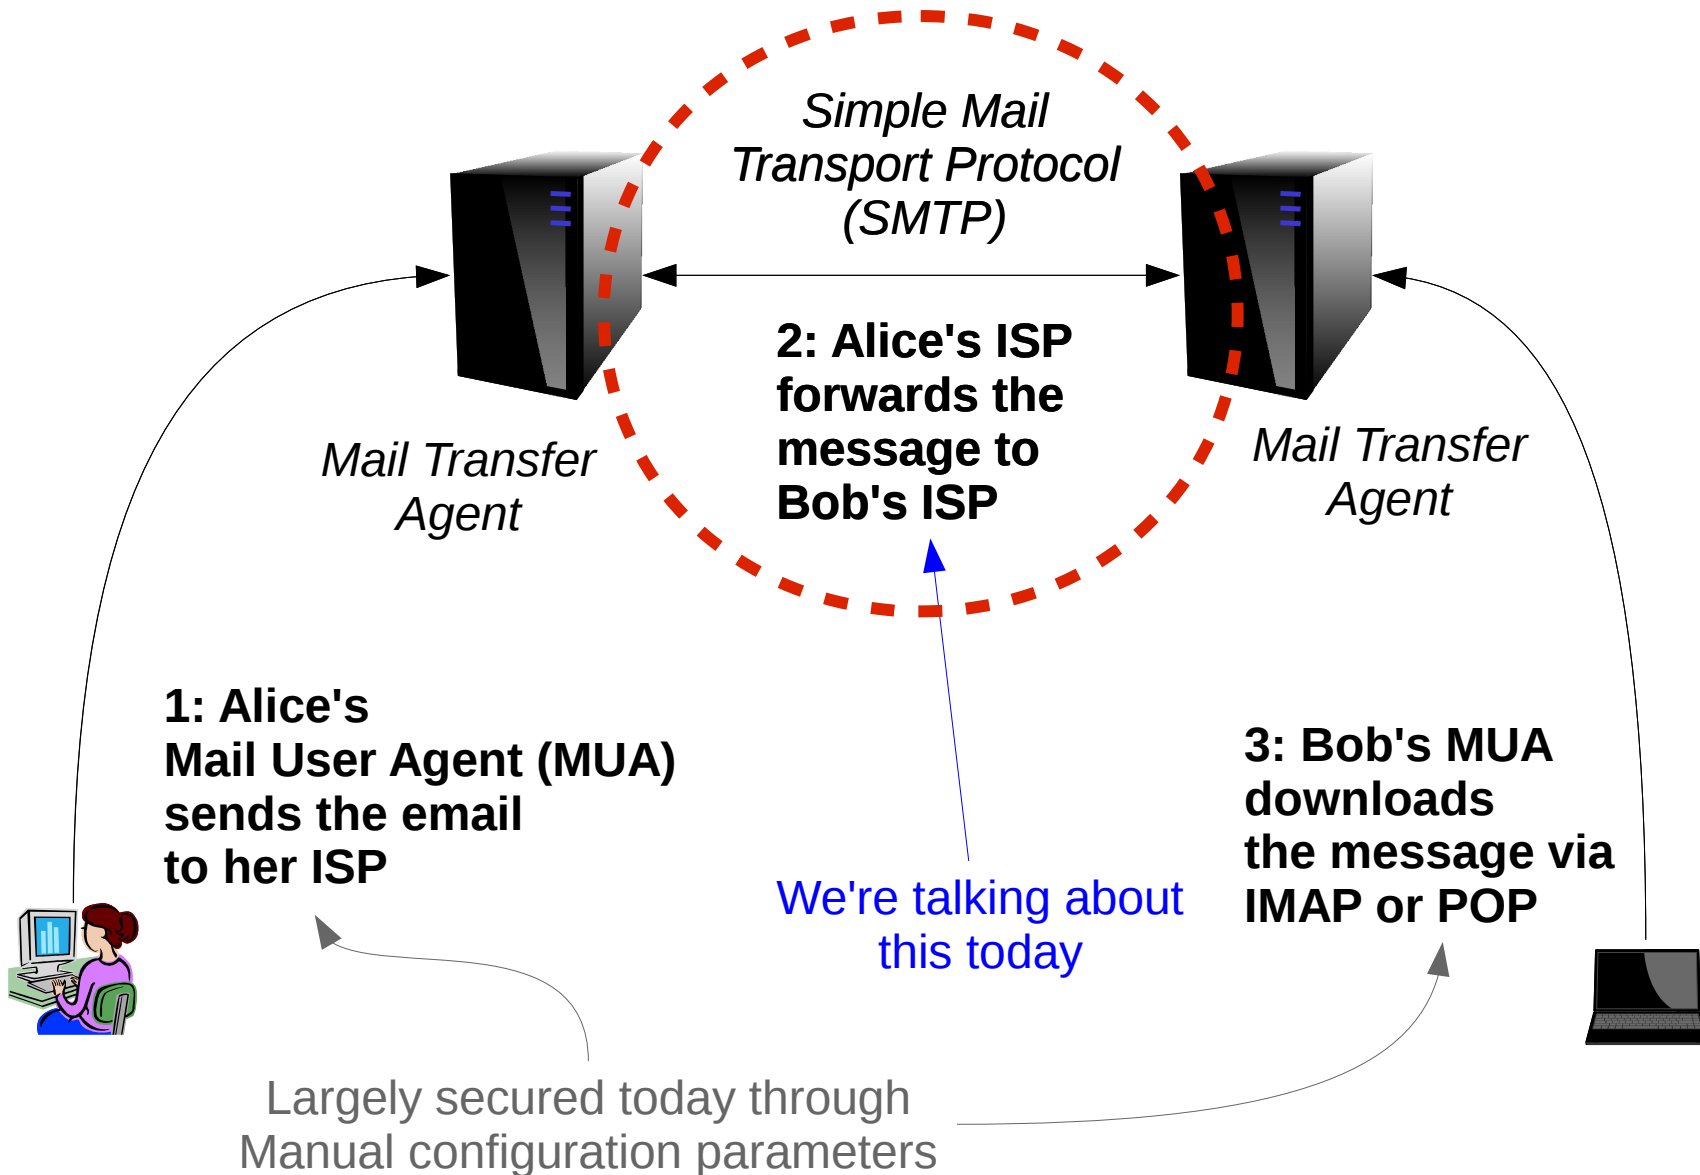 Simple Mail
Transport Protocol
(SMTP)
2: Alice's ISP
forwards the
message to
Bob's ISP
Mail Transfer
Agent
Mail Transfer
Agent
1: Alice's
Mail User Agent (MUA)
sends the email
to her ISP
3: Bob's MUA
downloads
the message via
IMAP or POP
We're talking about
this today
Largely secured today through
Manual configuration parameters